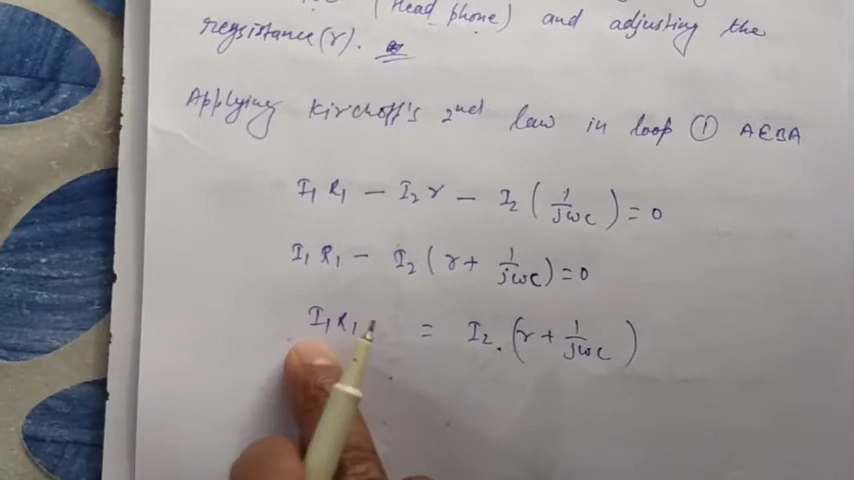 (Head phone) and adjusting the
regsistance (r).
Applying Kirchoff's 2nd law in loop ① AEBA
I₁ R₁ – I₂ r – I₂ ( 1/jωc ) = 0
I₁ R₁ – I₂ ( r + 1/jωc ) = 0
I₁ R₁ = I₂ . ( r + 1/jωc )